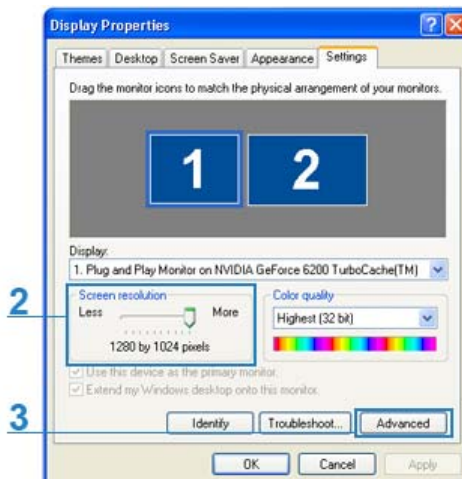 Display Properties
Themes Desktop Screen Saver Appearance Settings
Drag the monitor icons to match the physical arrangement of your monitors.
1 2
Display:
1. Plug and Play Monitor on NVIDIA GeForce 6200 TurboCache(TM)
2
Screen resolution
Less More
1280 by 1024 pixels
Color quality
Highest (32 bit)
Use this device as the primary monitor.
Extend my Windows desktop onto this monitor.
3
Identify Troubleshoot... Advanced
OK Cancel Apply